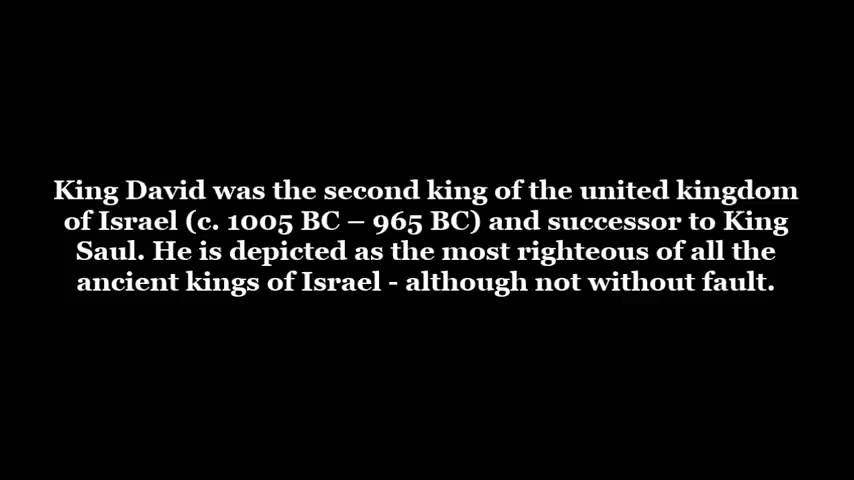 King David was the second king of the united kingdom
of Israel (c. 1005 BC – 965 BC) and successor to King
Saul. He is depicted as the most righteous of all the
ancient kings of Israel - although not without fault.